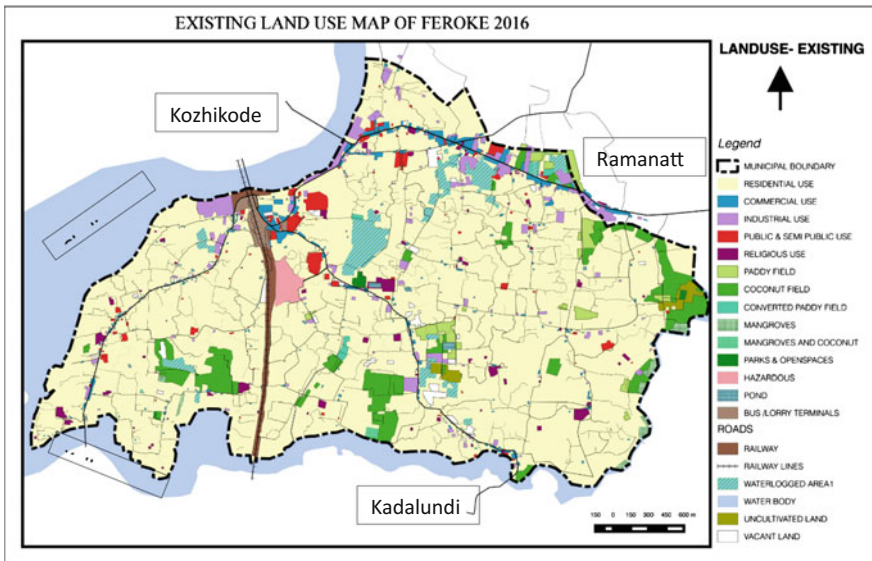 EXISTING LAND USE MAP OF FEROKE 2016
Kozhikode
Ramanatt
Kadalundi
150 0 150 300 450 600 m
LANDUSE- EXISTING
Legend
MUNICIPAL BOUNDARY
RESIDENTIAL USE
COMMERCIAL USE
INDUSTRIAL USE
PUBLIC & SEMI PUBLIC USE
RELIGIOUS USE
PADDY FIELD
COCONUT FIELD
CONVERTED PADDY FIELD
MANGROVES
MANGROVES AND COCONUT
PARKS & OPENSPACES
HAZARDOUS
POND
BUS /LORRY TERMINALS
ROADS
RAILWAY
RAILWAY LINES
WATERLOGGED AREA1
WATER BODY
UNCULTIVATED LAND
VACANT LAND